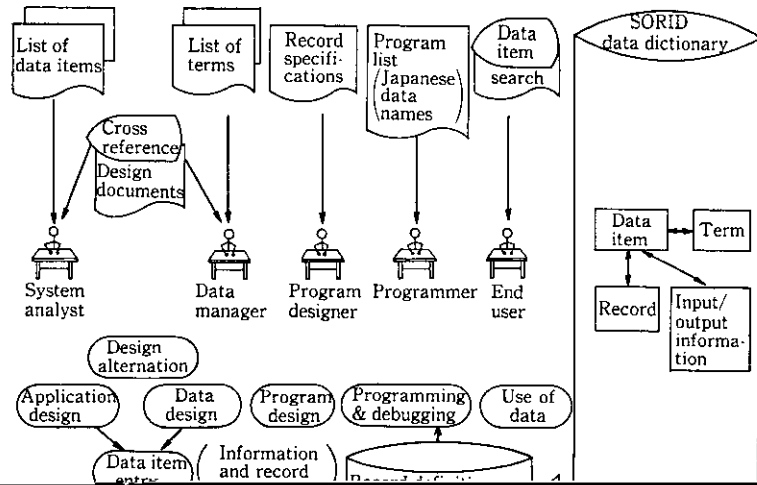 List of
data items
List of
terms
Record
specifi-
cations
Program
list
(Japanese
data
names)
Data
item
search
SORID
data dictionary
Cross
reference
Design
documents
System
analyst
Data
manager
Program
designer
Programmer
End
user
Data
item
Term
Record
Input/
output
informa-
tion
Design
alternation
Application
design
Data
design
Program
design
Programming
& debugging
Use of
data
Data item
entry
(Information
and record
Record definition